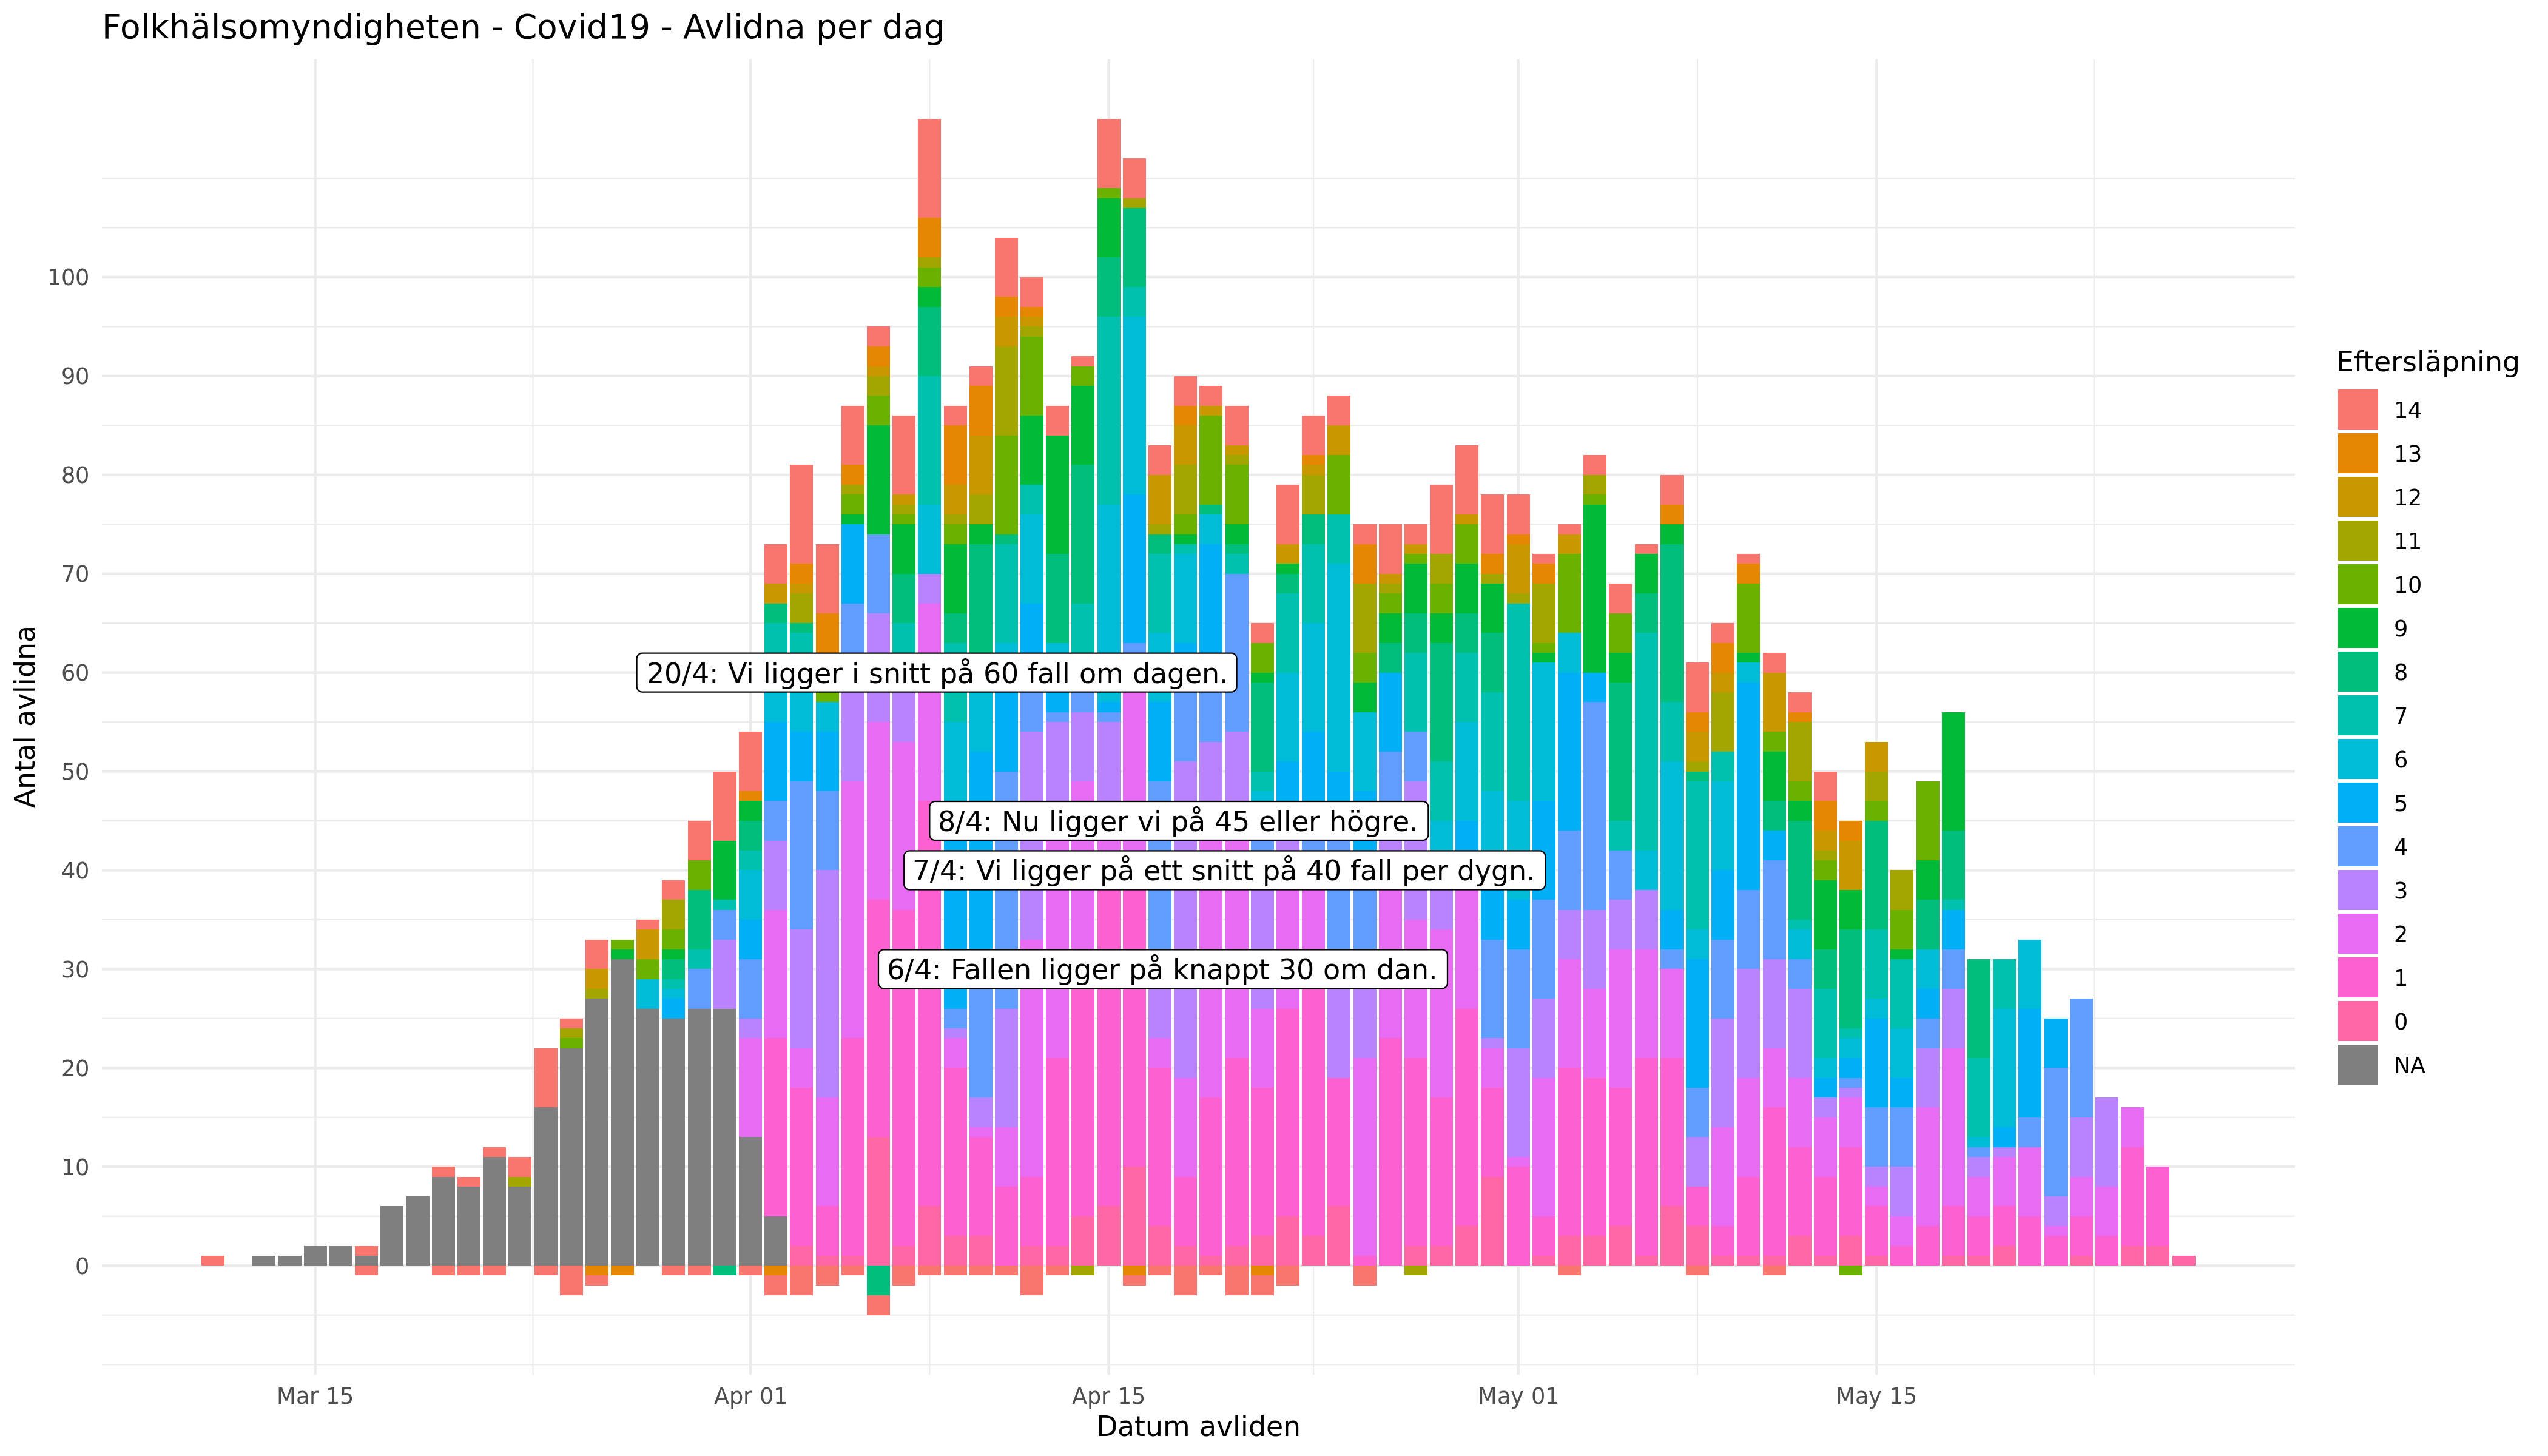 Folkhälsomyndigheten - Covid19 - Avlidna per dag
Antal avlidna
100
90
80
70
60
50
40
30
20
10
0
20/4: Vi ligger i snitt på 60 fall om dagen.
8/4: Nu ligger vi på 45 eller högre.
7/4: Vi ligger på ett snitt på 40 fall per dygn.
6/4: Fallen ligger på knappt 30 om dan.
Mar 15
Apr 01
Apr 15
May 01
May 15
Datum avliden
Eftersläpning
14
13
12
11
10
9
8
7
6
5
4
3
2
1
0
NA